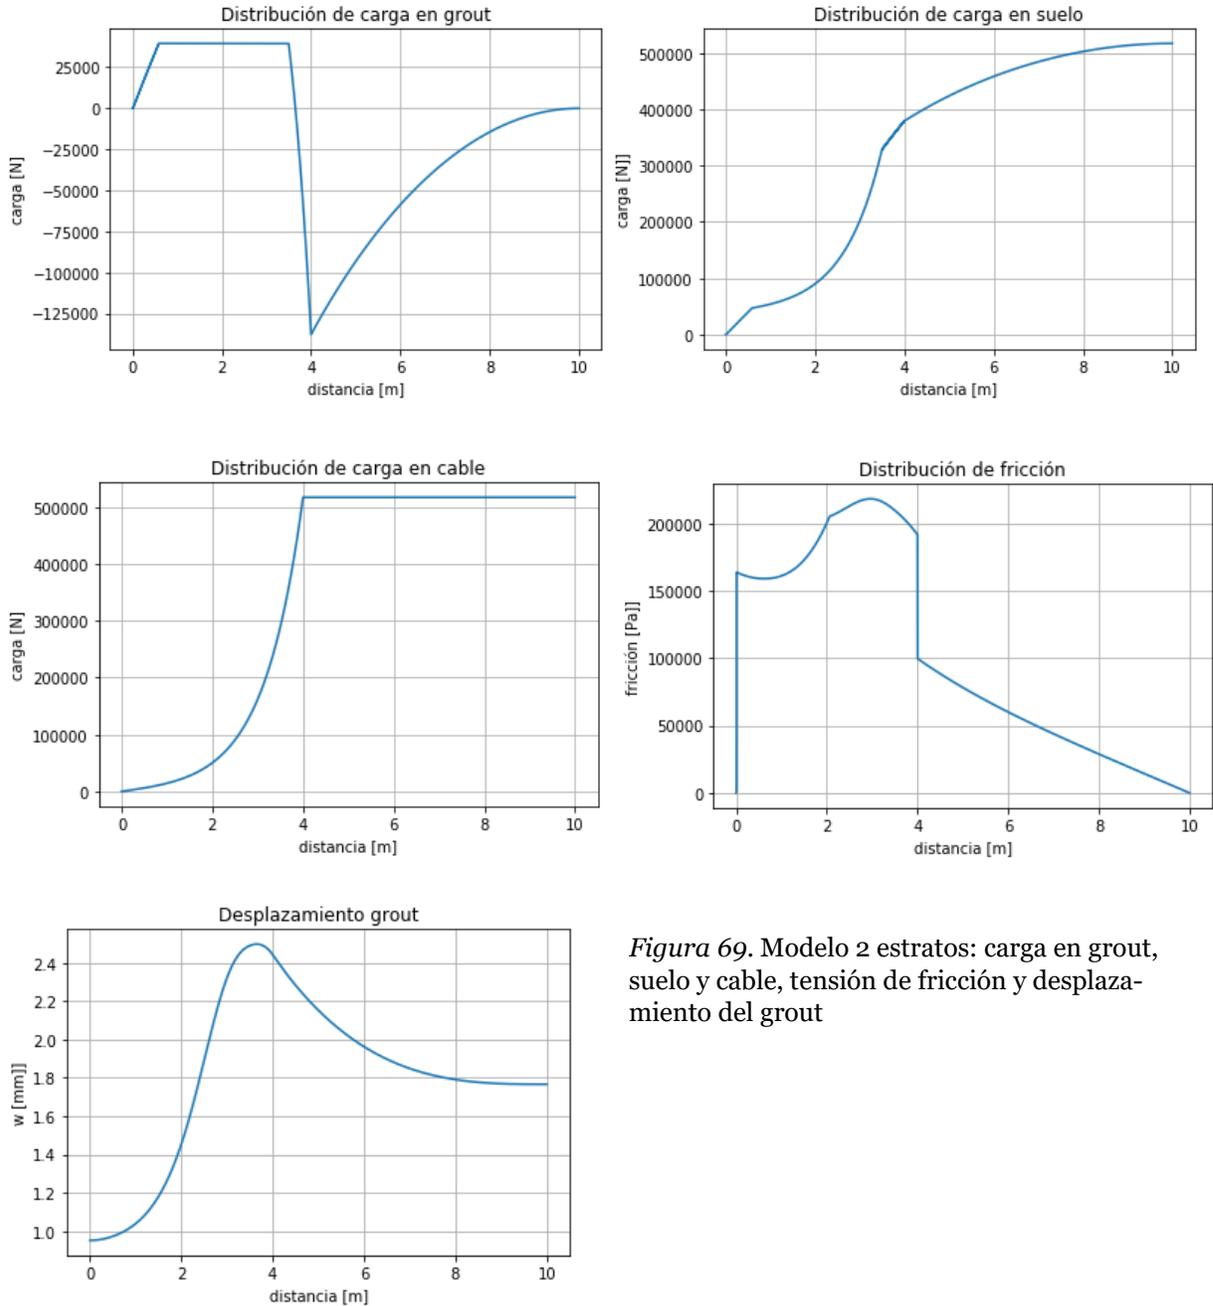 Distribución de carga en grout
carga [N]
25000
0
−25000
−50000
−75000
−100000
−125000
0 2 4 6 8 10
distancia [m]
Distribución de carga en suelo
carga [N]]
500000
400000
300000
200000
100000
0
0 2 4 6 8 10
distancia [m]
Distribución de carga en cable
carga [N]
500000
400000
300000
200000
100000
0
0 2 4 6 8 10
distancia [m]
Distribución de fricción
fricción [Pa]]
200000
150000
100000
50000
0
0 2 4 6 8 10
distancia [m]
Desplazamiento grout
w [mm]]
2.4
2.2
2.0
1.8
1.6
1.4
1.2
1.0
0 2 4 6 8 10
distancia [m]
Figura 69. Modelo 2 estratos: carga en grout,
suelo y cable, tensión de fricción y desplaza-
miento del grout